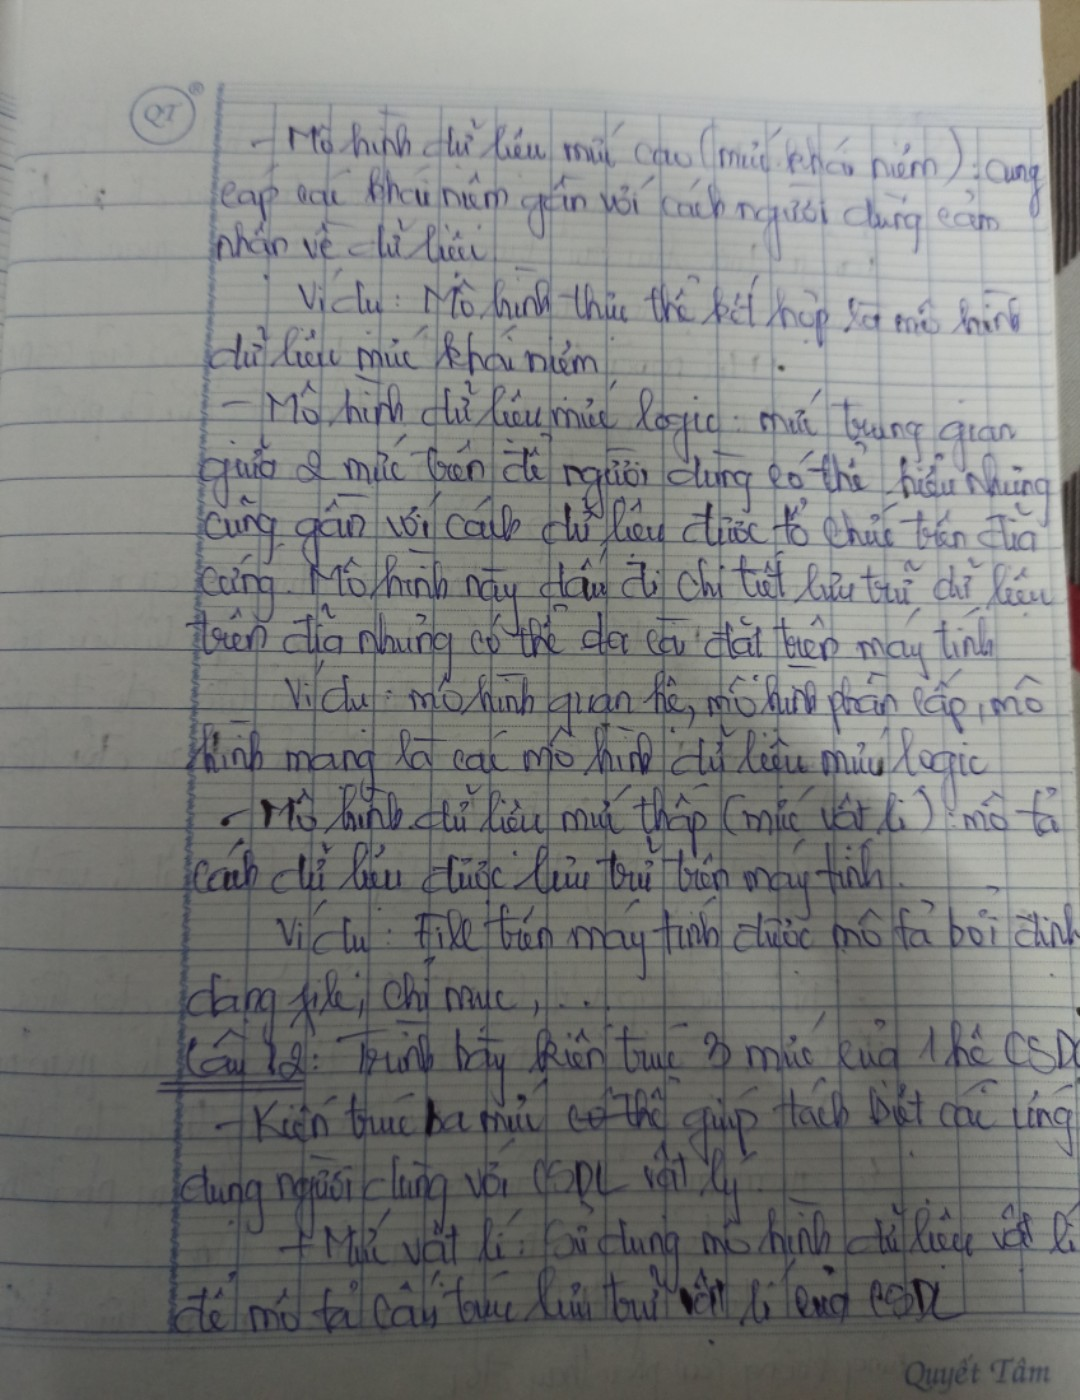 QT
- Mô hình dữ liệu mức cao (mức khái niệm): cung
cấp các khái niệm gần với cách người dùng cảm
nhận về dữ liệu
Ví dụ: Mô hình thực thể kết hợp là mô hình
dữ liệu mức khái niệm
- Mô hình dữ liệu mức logic: mức trung gian
giữa 2 mức trên để người dùng có thể hiểu nhưng
cũng gần với cách dữ liệu được tổ chức trên đĩa
cứng. Mô hình này dấu đi chi tiết lưu trữ dữ liệu
trên đĩa nhưng có thể cài đặt trên máy tính
Ví dụ: mô hình quan hệ, mô hình phân cấp, mô
hình mạng là các mô hình dữ liệu mức logic
- Mô hình dữ liệu mức thấp (mức vật lí): mô tả
cách dữ liệu được lưu trữ trên máy tính.
Ví dụ: File trên máy tính được mô tả bởi định
dạng file, chỉ mục, ...
Câu 12: Trình bày kiến trúc 3 mức của 1 hệ CSD
- Kiến trúc ba mức có thể giúp tách biệt các ứng
dụng người dùng với CSDL vật lý
+ Mức vật lí: Sử dụng mô hình dữ liệu vật lí
để mô tả cấu trúc lưu trữ vật lí của CSDL
Quyết Tâm